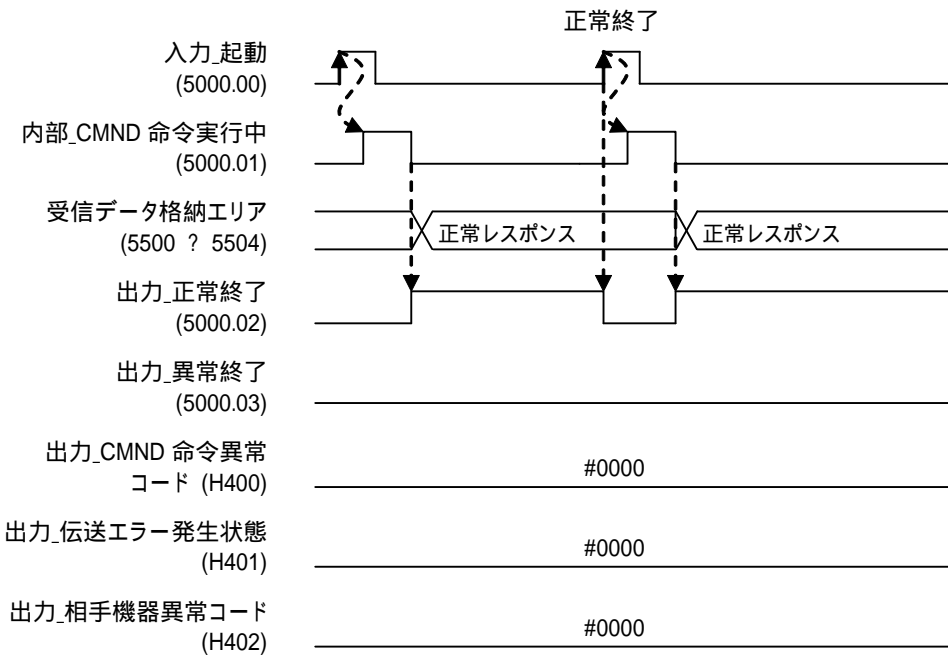 正常終了
入力_起動
(5000.00)
内部_CMND 命令実行中
(5000.01)
受信データ格納エリア
(5500 ? 5504)
正常レスポンス
正常レスポンス
出力_正常終了
(5000.02)
出力_異常終了
(5000.03)
出力_CMND 命令異常
コード (H400)
#0000
出力_伝送エラー発生状態
(H401)
#0000
出力_相手機器異常コード
(H402)
#0000